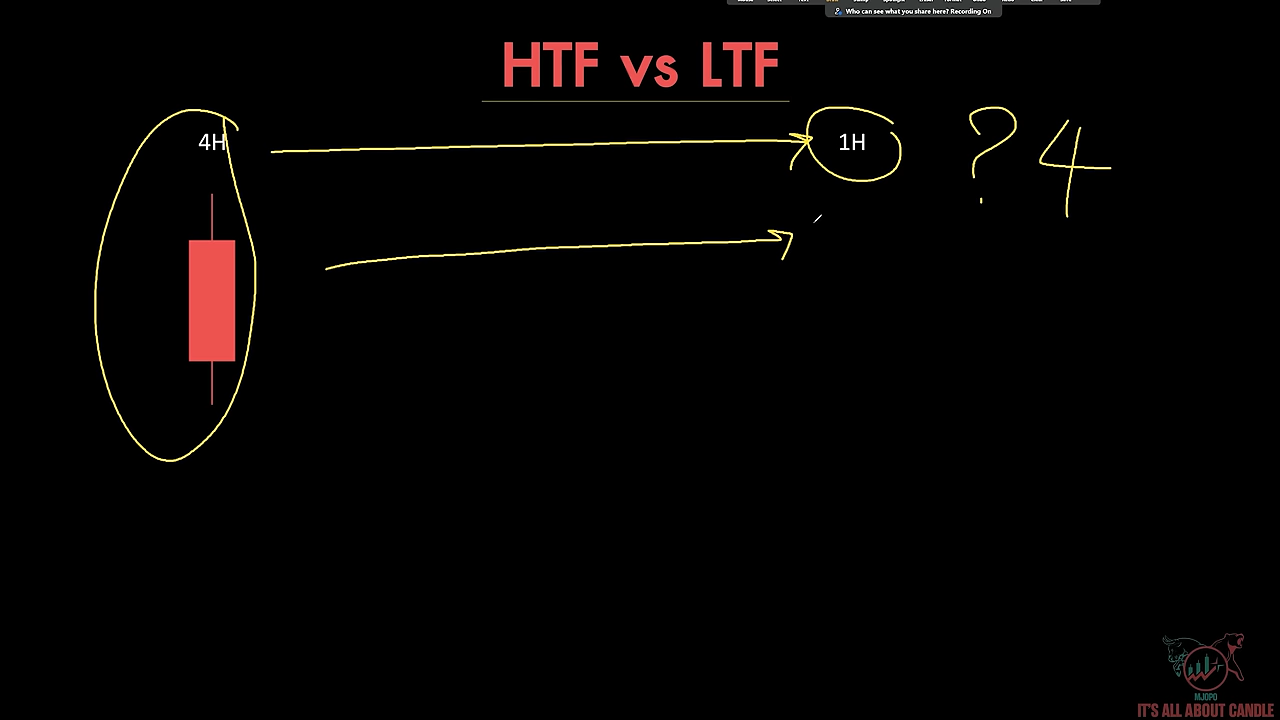 Who can see what you share here? Recording On
HTF vs LTF
4H
1H ? 4
MJOPO
IT'S ALL ABOUT CANDLE